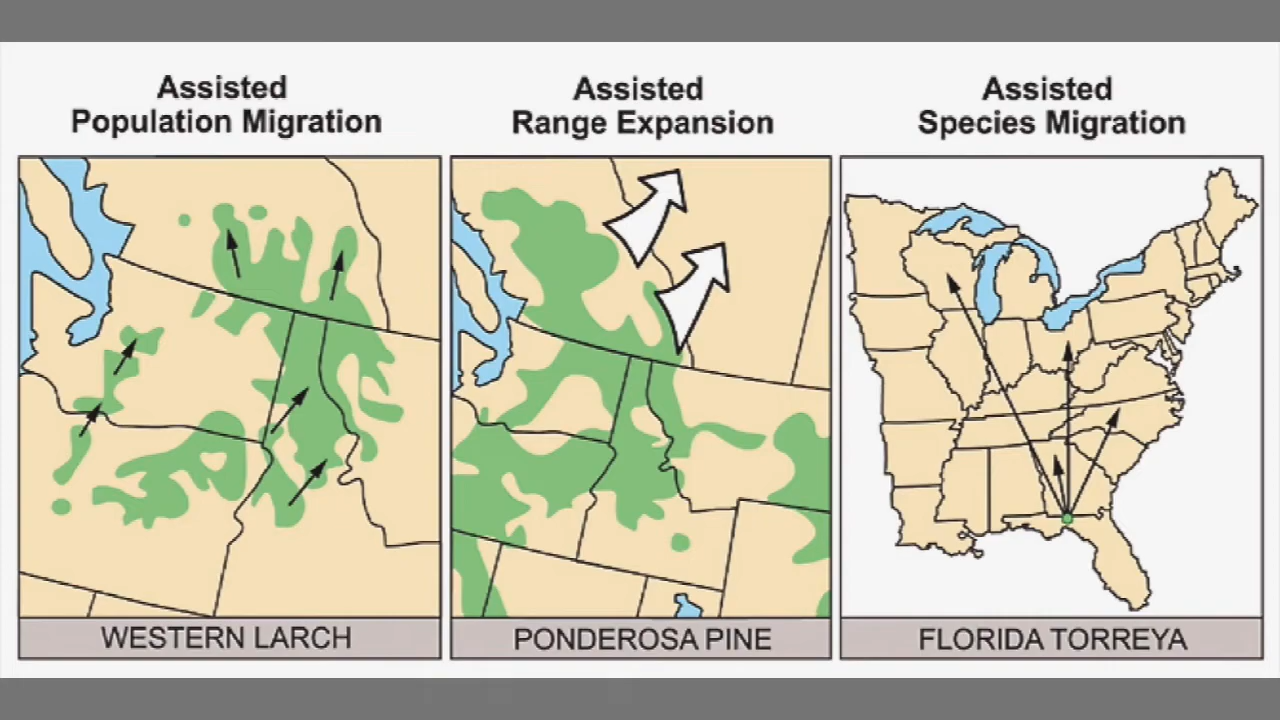 Assisted
Population Migration
Assisted
Range Expansion
Assisted
Species Migration
WESTERN LARCH
PONDEROSA PINE
FLORIDA TORREYA